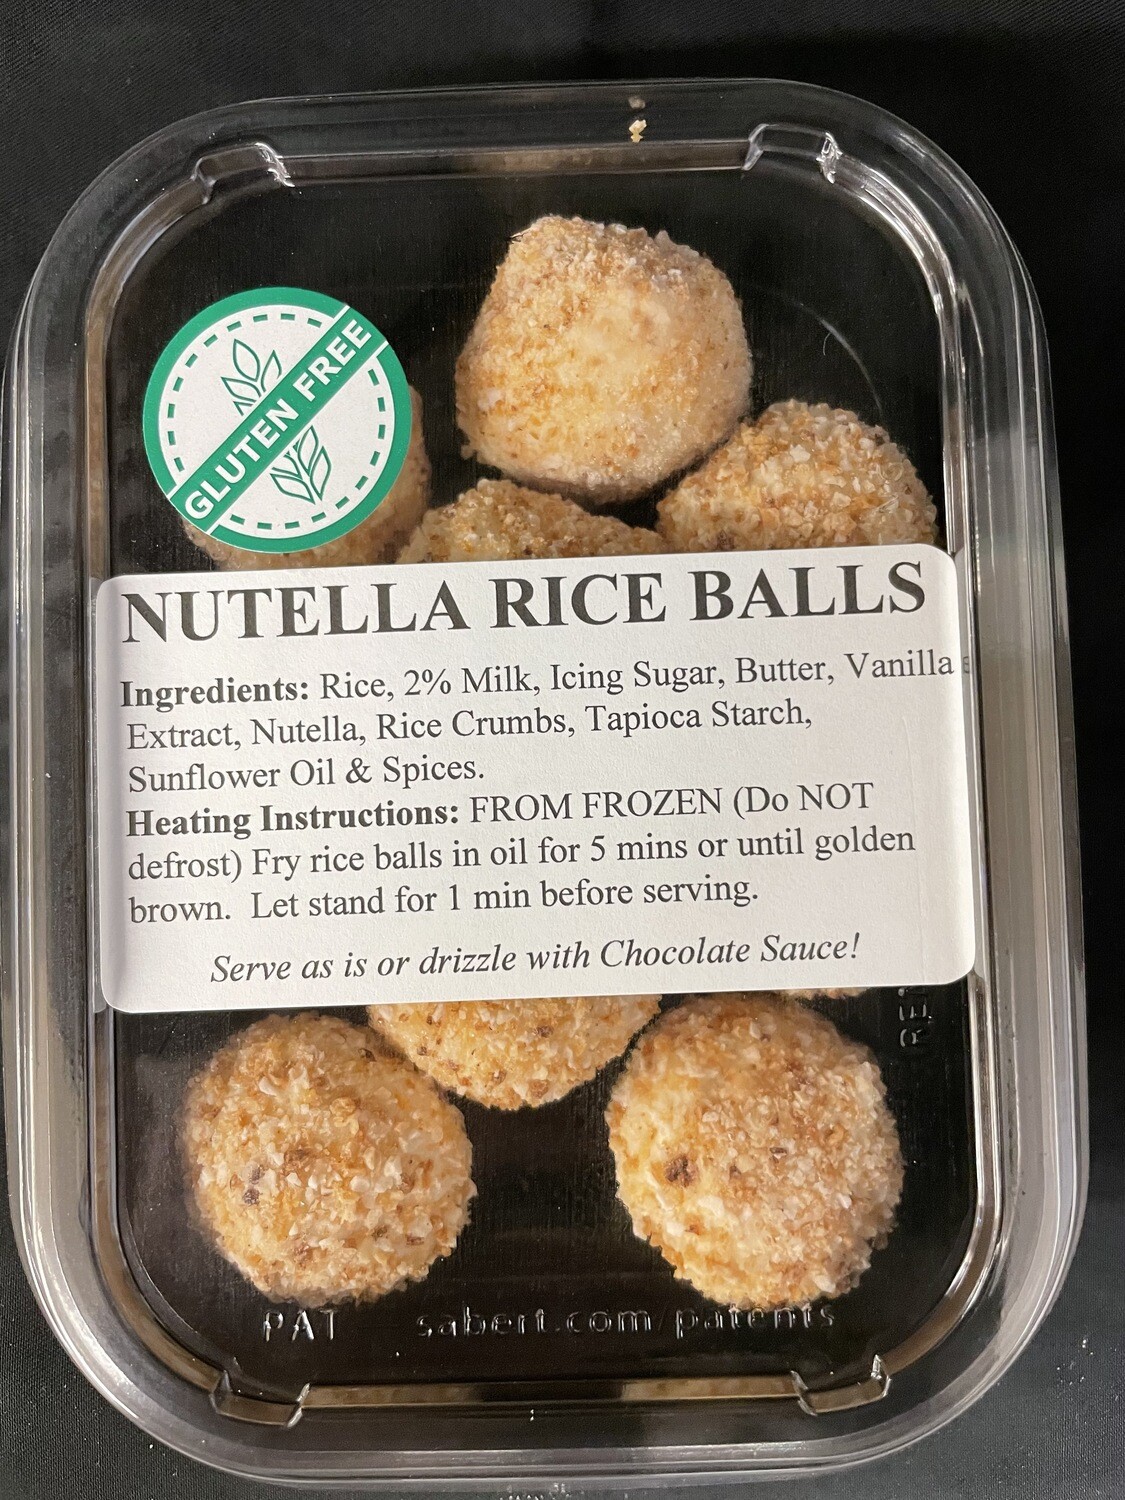 GLUTEN FREE
NUTELLA RICE BALLS
Ingredients: Rice, 2% Milk, Icing Sugar, Butter, Vanilla
Extract, Nutella, Rice Crumbs, Tapioca Starch,
Sunflower Oil & Spices.
Heating Instructions: FROM FROZEN (Do NOT
defrost) Fry rice balls in oil for 5 mins or until golden
brown. Let stand for 1 min before serving.
Serve as is or drizzle with Chocolate Sauce!
PAT sabert.com/patents